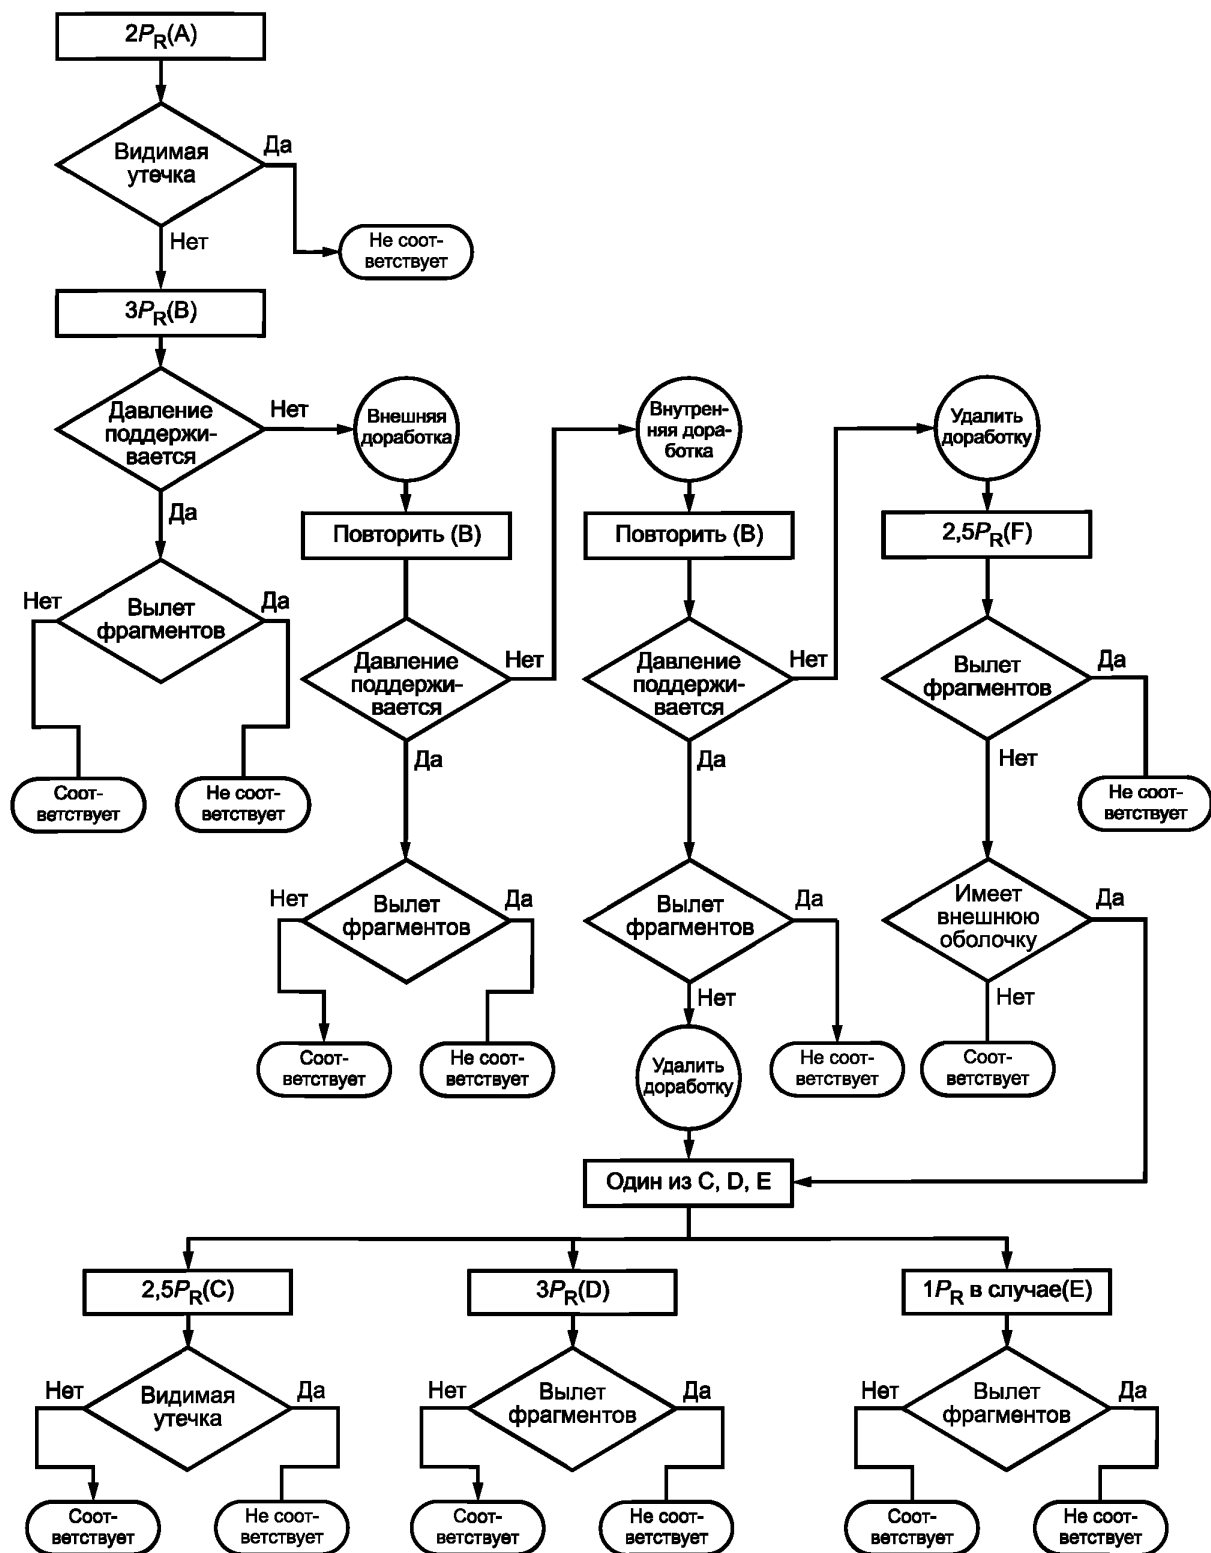 2PR(A)
Видимая
утечка
Да
Нет
Не соот-
ветствует
3PR(B)
Давление
поддержи-
вается
Нет
Да
Внешняя
доработка
Внутрен-
няя дора-
ботка
Удалить
доработку
Повторить (B)
Повторить (B)
2,5PR(F)
Нет
Вылет
фрагментов
Да
Давление
поддержи-
вается
Нет
Да
Давление
поддержи-
вается
Нет
Да
Вылет
фрагментов
Да
Нет
Соот-
ветствует
Не соот-
ветствует
Не соот-
ветствует
Нет
Вылет
фрагментов
Да
Вылет
фрагментов
Да
Нет
Имеет
внешнюю
оболочку
Да
Нет
Соот-
ветствует
Не соот-
ветствует
Удалить
доработку
Не соот-
ветствует
Соот-
ветствует
Один из C, D, E
2,5PR(C)
3PR(D)
1PR в случае(E)
Нет
Видимая
утечка
Да
Нет
Вылет
фрагментов
Да
Нет
Вылет
фрагментов
Да
Соот-
ветствует
Не соот-
ветствует
Соот-
ветствует
Не соот-
ветствует
Соот-
ветствует
Не соот-
ветствует